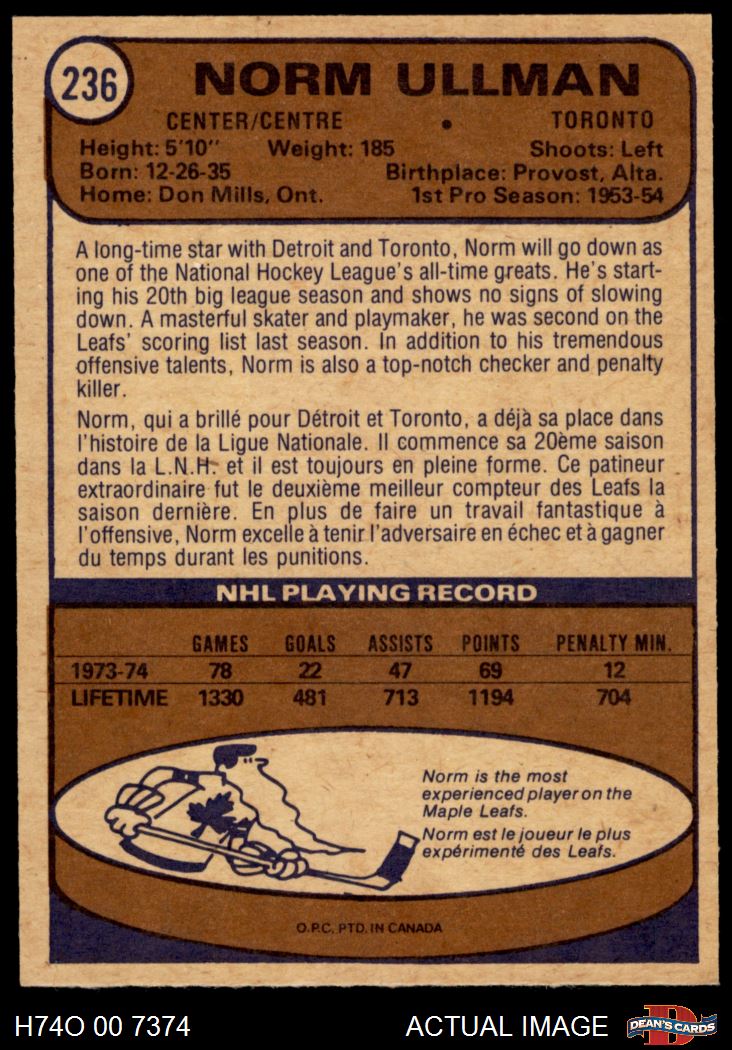 236
NORM ULLMAN
CENTER/CENTRE • TORONTO
Height: 5'10" Weight: 185 Shoots: Left
Born: 12-26-35 Birthplace: Provost, Alta.
Home: Don Mills, Ont. 1st Pro Season: 1953-54
A long-time star with Detroit and Toronto, Norm will go down as
one of the National Hockey League's all-time greats. He's start-
ing his 20th big league season and shows no signs of slowing
down. A masterful skater and playmaker, he was second on the
Leafs' scoring list last season. In addition to his tremendous
offensive talents, Norm is also a top-notch checker and penalty
killer.
Norm, qui a brillé pour Détroit et Toronto, a déjà sa place dans
l'histoire de la Ligue Nationale. Il commence sa 20ème saison
dans la L.N.H. et il est toujours en pleine forme. Ce patineur
extraordinaire fut le deuxième meilleur compteur des Leafs la
saison dernière. En plus de faire un travail fantastique à
l'offensive, Norm excelle à tenir l'adversaire en échec et à gagner
du temps durant les punitions.
NHL PLAYING RECORD
GAMES GOALS ASSISTS POINTS PENALTY MIN.
1973-74 78 22 47 69 12
LIFETIME 1330 481 713 1194 704
Norm is the most
experienced player on the
Maple Leafs.
Norm est le joueur le plus
expérimenté des Leafs.
O.P.C. PTD. IN CANADA
H74O 00 7374 ACTUAL IMAGE D DEAN'S CARDS